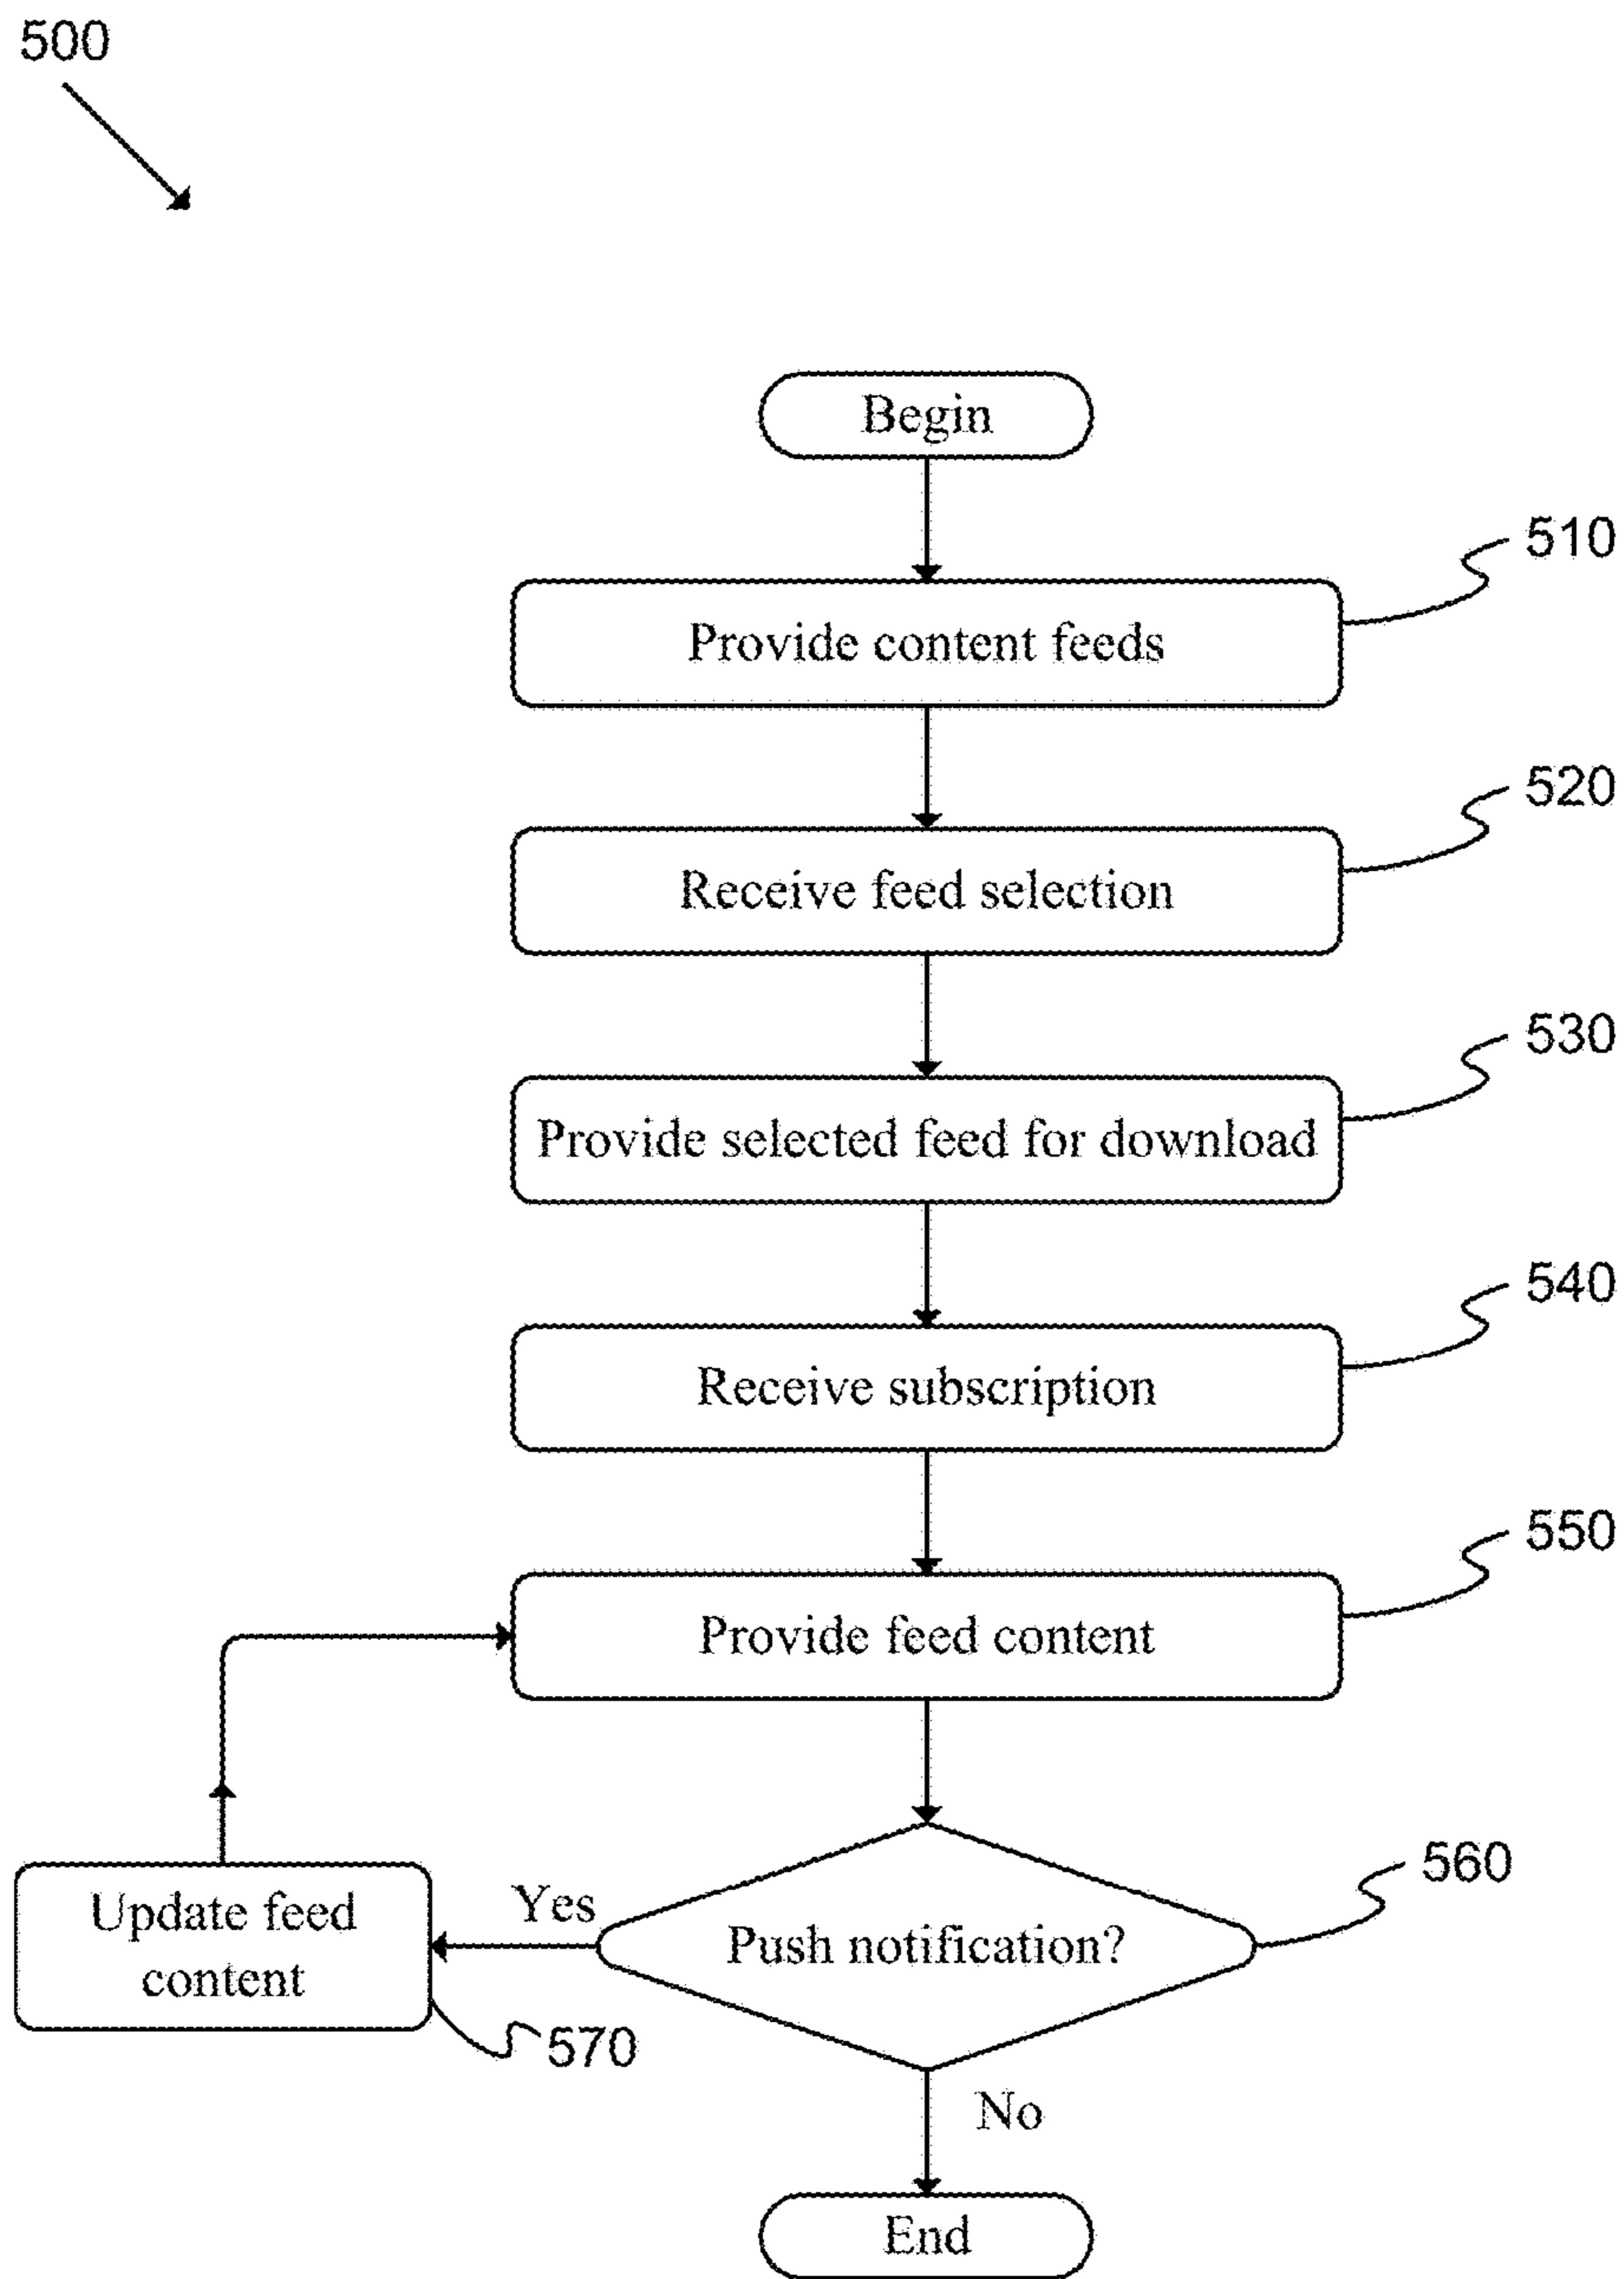 500
Begin
510
Provide content feeds
520
Receive feed selection
530
Provide selected feed for download
540
Receive subscription
550
Provide feed content
560
Push notification?
Yes
Update feed
content
570
No
End